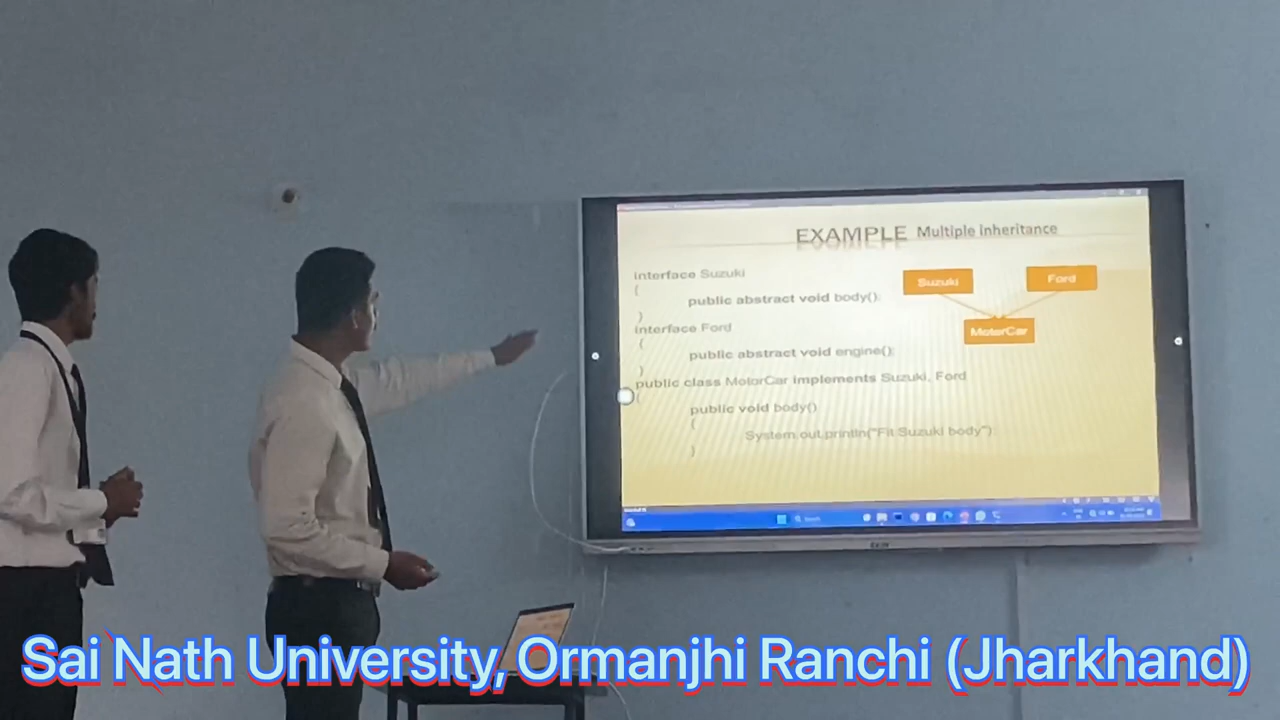 EXAMPLE Multiple inheritance
interface Suzuki
{
public abstract void body();
}
interface Ford
{
public abstract void engine();
}
public class MotorCar implements Suzuki, Ford
{
public void body()
{
System.out.println("Fit Suzuki body");
}
Suzuki
Ford
MotorCar
Search
Sai Nath University, Ormanjhi Ranchi (Jharkhand)